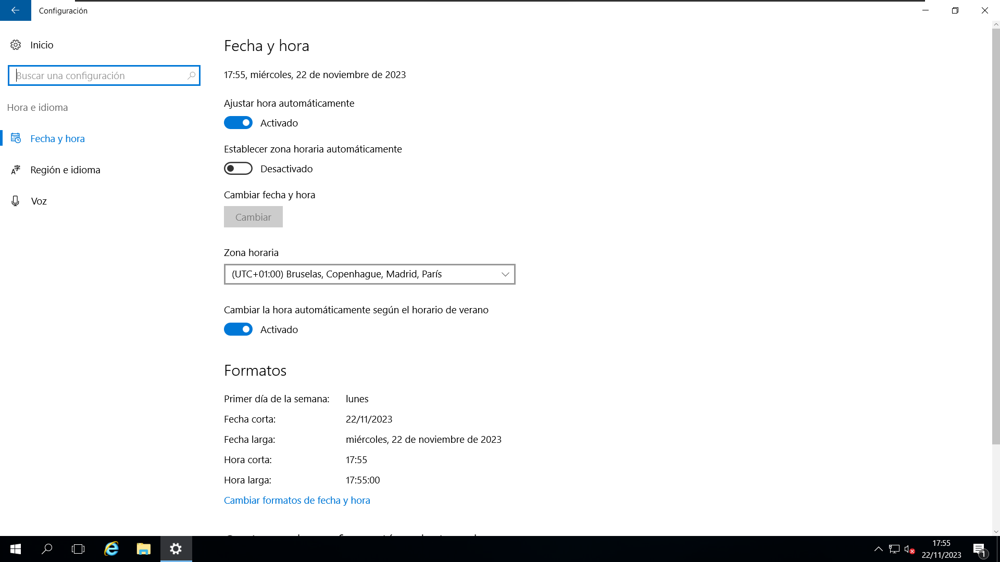 Configuración
Inicio
Buscar una configuración
Hora e idioma
Fecha y hora
Región e idioma
Voz
Fecha y hora
17:55, miércoles, 22 de noviembre de 2023
Ajustar hora automáticamente
Activado
Establecer zona horaria automáticamente
Desactivado
Cambiar fecha y hora
Cambiar
Zona horaria
(UTC+01:00) Bruselas, Copenhague, Madrid, París
Cambiar la hora automáticamente según el horario de verano
Activado
Formatos
Primer día de la semana: lunes
Fecha corta: 22/11/2023
Fecha larga: miércoles, 22 de noviembre de 2023
Hora corta: 17:55
Hora larga: 17:55:00
Cambiar formatos de fecha y hora
17:55
22/11/2023
1